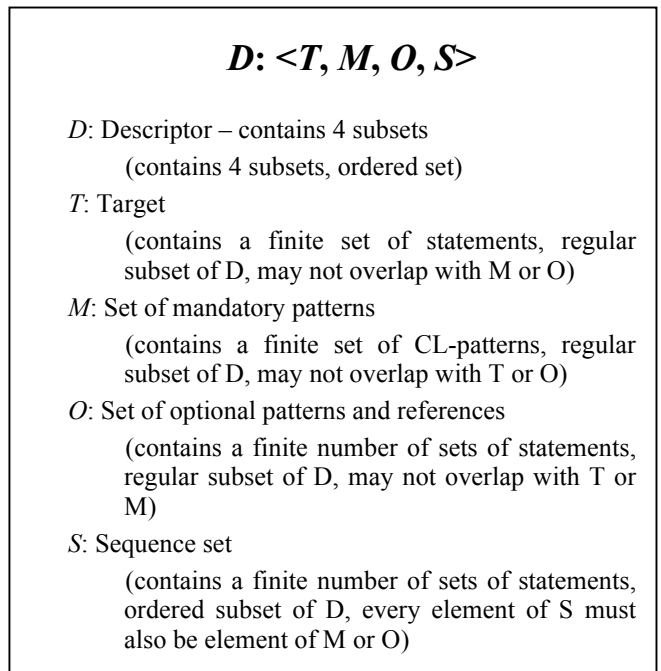 D: <T, M, O, S>
D: Descriptor – contains 4 subsets
(contains 4 subsets, ordered set)
T: Target
(contains a finite set of statements, regular
subset of D, may not overlap with M or O)
M: Set of mandatory patterns
(contains a finite set of CL-patterns, regular
subset of D, may not overlap with T or O)
O: Set of optional patterns and references
(contains a finite number of sets of statements,
regular subset of D, may not overlap with T or
M)
S: Sequence set
(contains a finite number of sets of statements,
ordered subset of D, every element of S must
also be element of M or O)